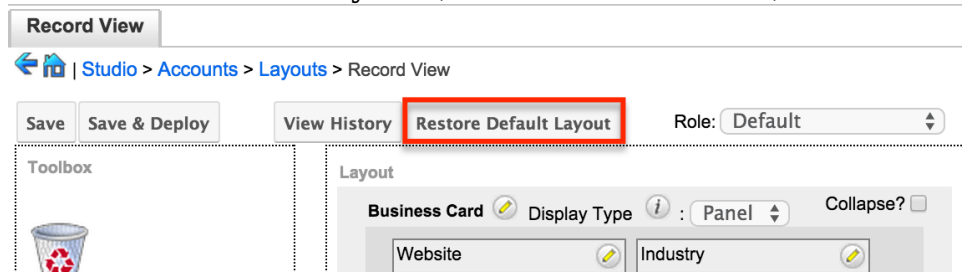 Record View
| Studio > Accounts > Layouts > Record View
Save Save & Deploy View History Restore Default Layout Role: Default
Toolbox
Layout
Business Card Display Type i : Panel Collapse?
Website Industry